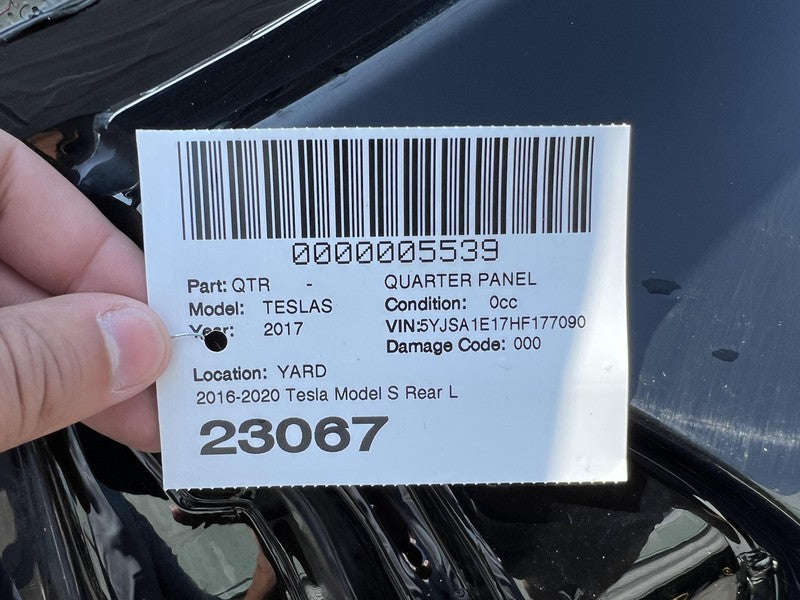 0000005539
Part: QTR - QUARTER PANEL
Model: TESLAS Condition: 0cc
Year: 2017 VIN:5YJSA1E17HF177090
Damage Code: 000
Location: YARD
2016-2020 Tesla Model S Rear L
23067